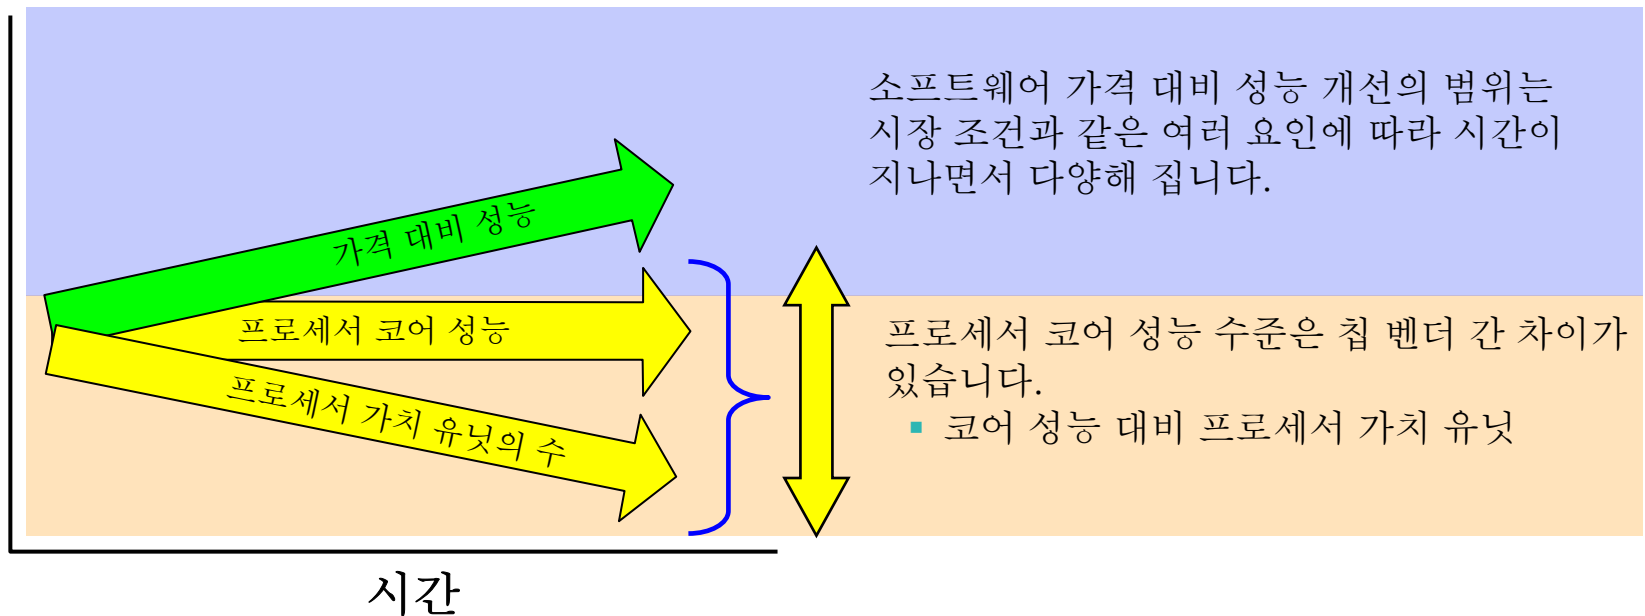 소프트웨어 가격 대비 성능 개선의 범위는
시장 조건과 같은 여러 요인에 따라 시간이
지나면서 다양해 집니다.
가격 대비 성능
프로세서 코어 성능
프로세서 가치 유닛의 수
프로세서 코어 성능 수준은 칩 벤더 간 차이가
있습니다.
▪ 코어 성능 대비 프로세서 가치 유닛
시간